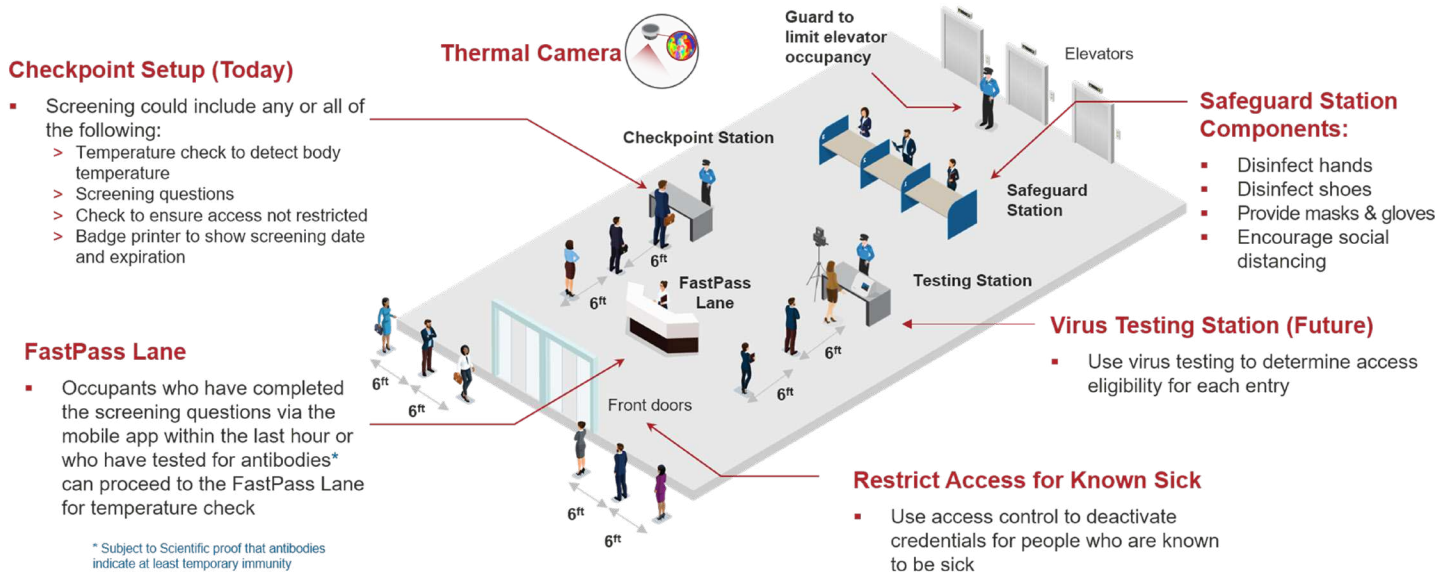 Checkpoint Setup (Today)
▪ Screening could include any or all of
the following:
> Temperature check to detect body
temperature
> Screening questions
> Check to ensure access not restricted
> Badge printer to show screening date
and expiration
FastPass Lane
▪ Occupants who have completed
the screening questions via the
mobile app within the last hour or
who have tested for antibodies*
can proceed to the FastPass Lane
for temperature check
* Subject to Scientific proof that antibodies
indicate at least temporary immunity
Thermal Camera
Guard to
limit elevator
occupancy
Elevators
Checkpoint Station
Safeguard
Station
6ft
6ft
FastPass
Lane
Testing Station
6ft
6ft
6ft
6ft
Front doors
6ft
6ft
Safeguard Station
Components:
▪ Disinfect hands
▪ Disinfect shoes
▪ Provide masks & gloves
▪ Encourage social
distancing
Virus Testing Station (Future)
▪ Use virus testing to determine access
eligibility for each entry
Restrict Access for Known Sick
▪ Use access control to deactivate
credentials for people who are known
to be sick